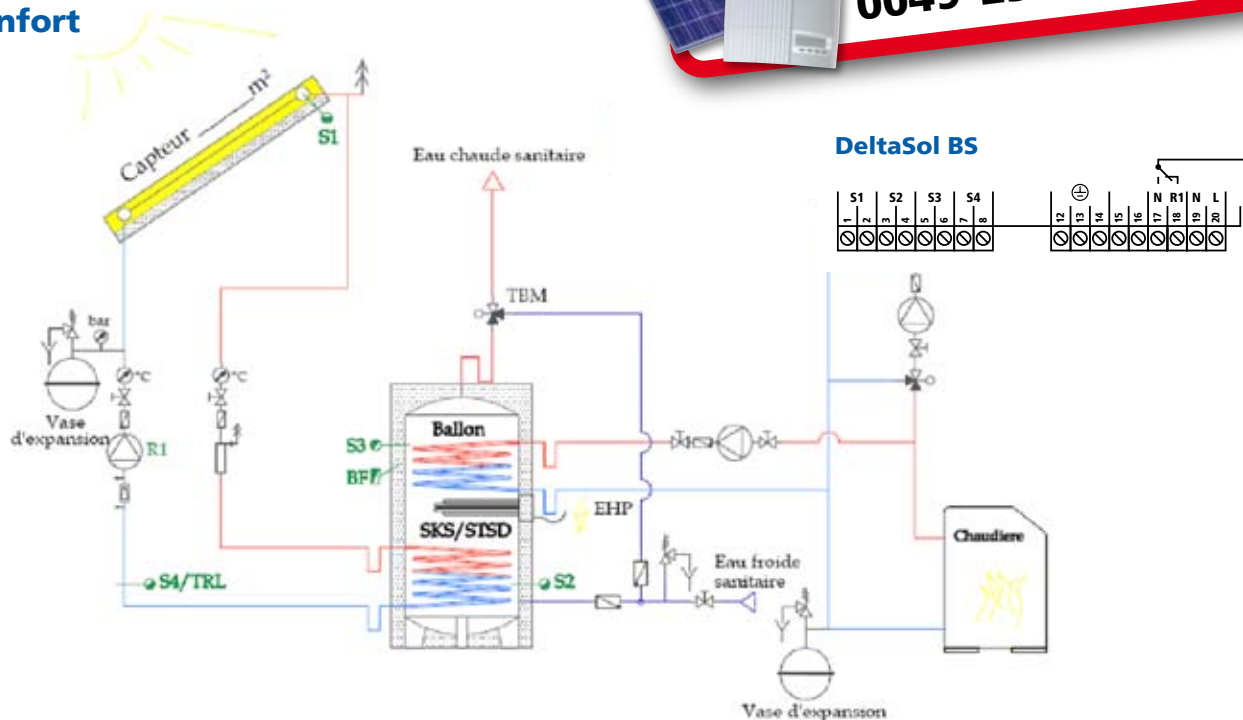 nfort
Capteur ____ m²
S1
Eau chaude sanitaire
DeltaSol BS
S1 S2 S3 S4 N R1 N L
1 2 3 4 5 6 7 8 12 13 14 15 16 17 18 19 20
TBM
bar
°C °C
Vase
d'expansion
R1
Ballon
S3
BF
EHP
SKS/STSD
Chaudiere
S4/TRL
S2
Eau froide
sanitaire
Vase d'expansion